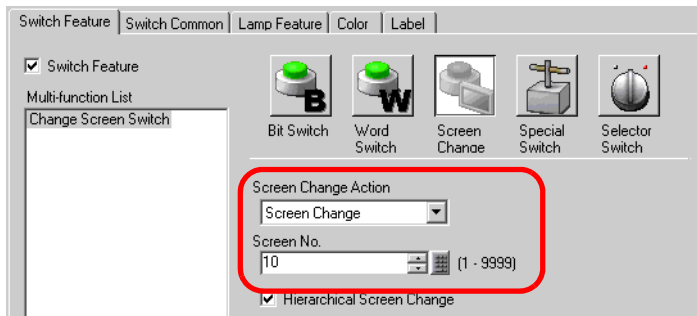 Switch Feature Switch Common Lamp Feature Color Label
Switch Feature
Multi-function List
Change Screen Switch
B W
Bit Switch Word Switch Screen Change Special Switch Selector Switch
Screen Change Action
Screen Change
Screen No.
10 (1 - 9999)
Hierarchical Screen Change